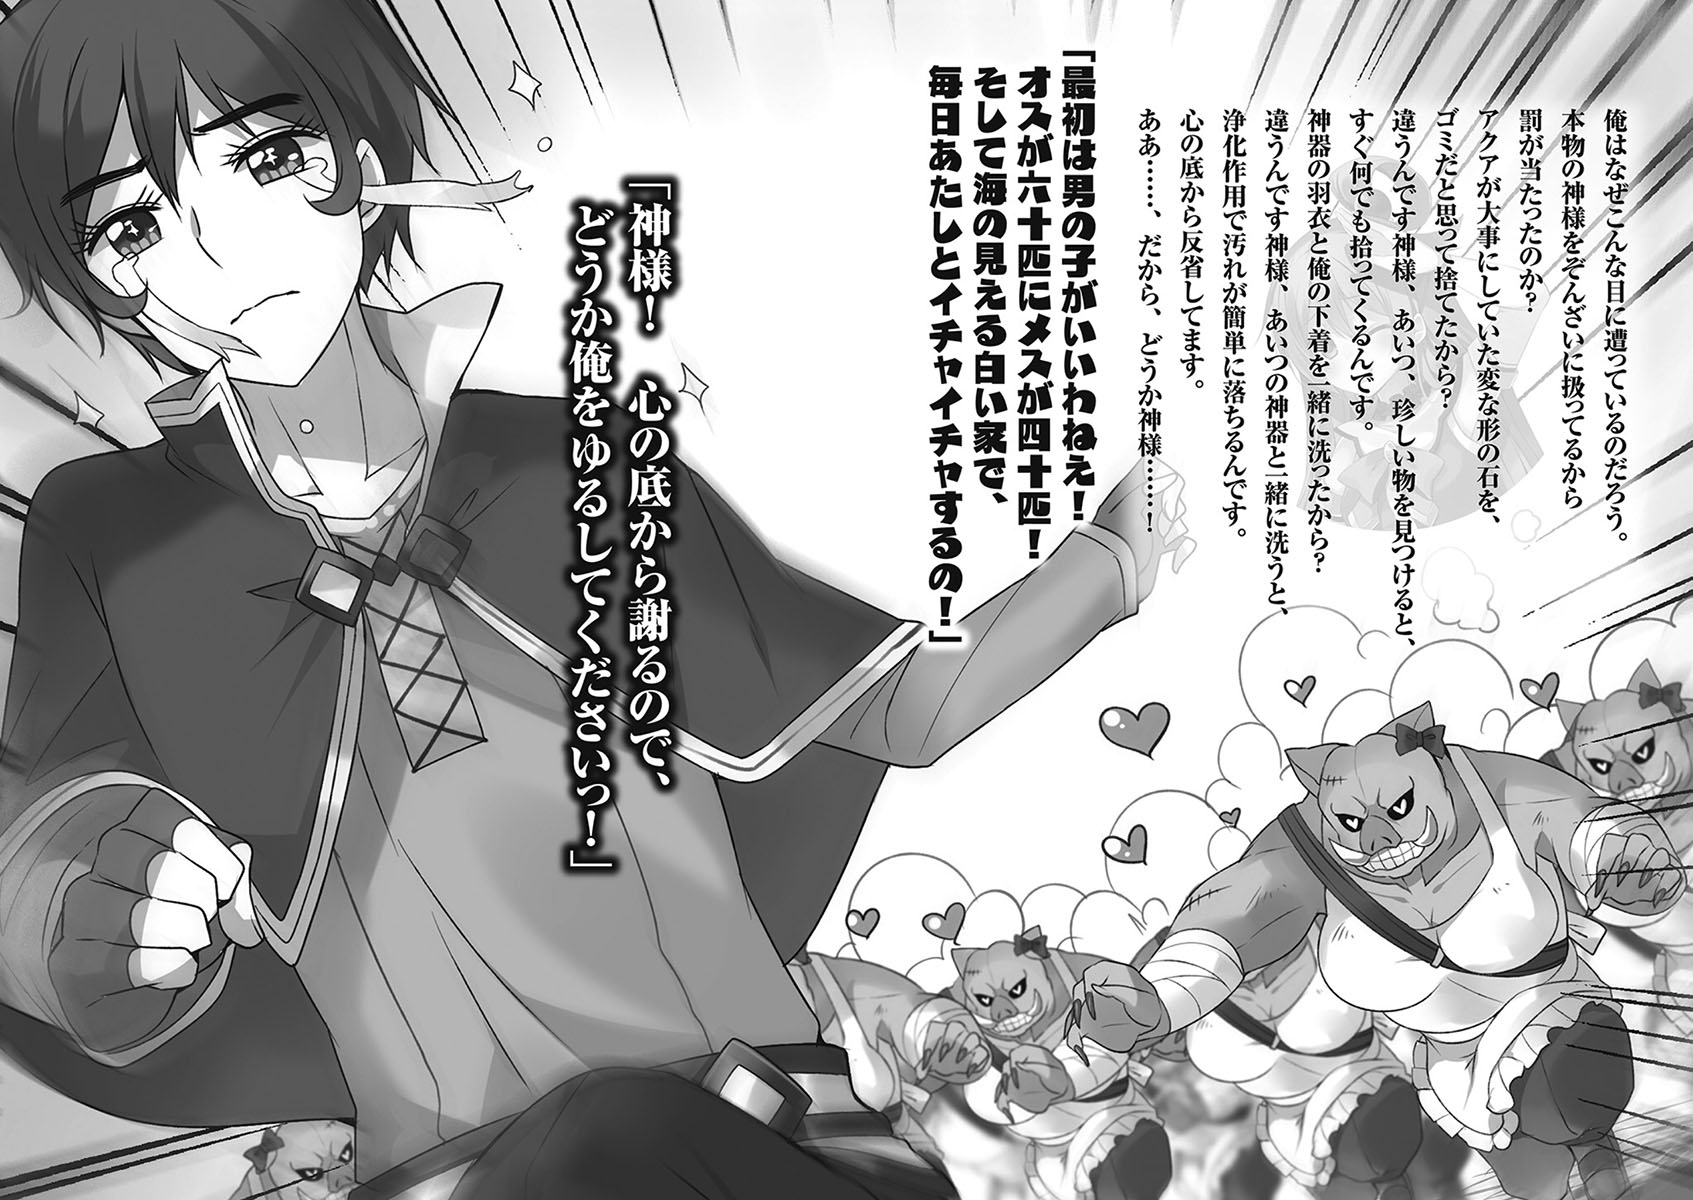 俺はなぜこんな目に遭っているのだろう。
本物の神様をぞんざいに扱ってるから
罰が当たったのか？
アクアが大事にしていた変な形の石を、
ゴミだと思って捨てたから？
違うんです神様、あいつ、珍しい物を見つけると、
すぐ何でも拾ってくるんです。
神器の羽衣と俺の下着を一緒に洗ったから？
違うんです神様、あいつの神器と一緒に洗うと、
浄化作用で汚れが簡単に落ちるんです。
心の底から反省してます。
ああ……、だから、どうか神様……！
「最初は男の子がいいわねえ！
オスが六十匹にメスが四十匹！
そして海の見える白い家で、
毎日あたしとイチャイチャするの！」
「神様！　心の底から謝るので、
どうか俺をゆるしてくださいっ！」